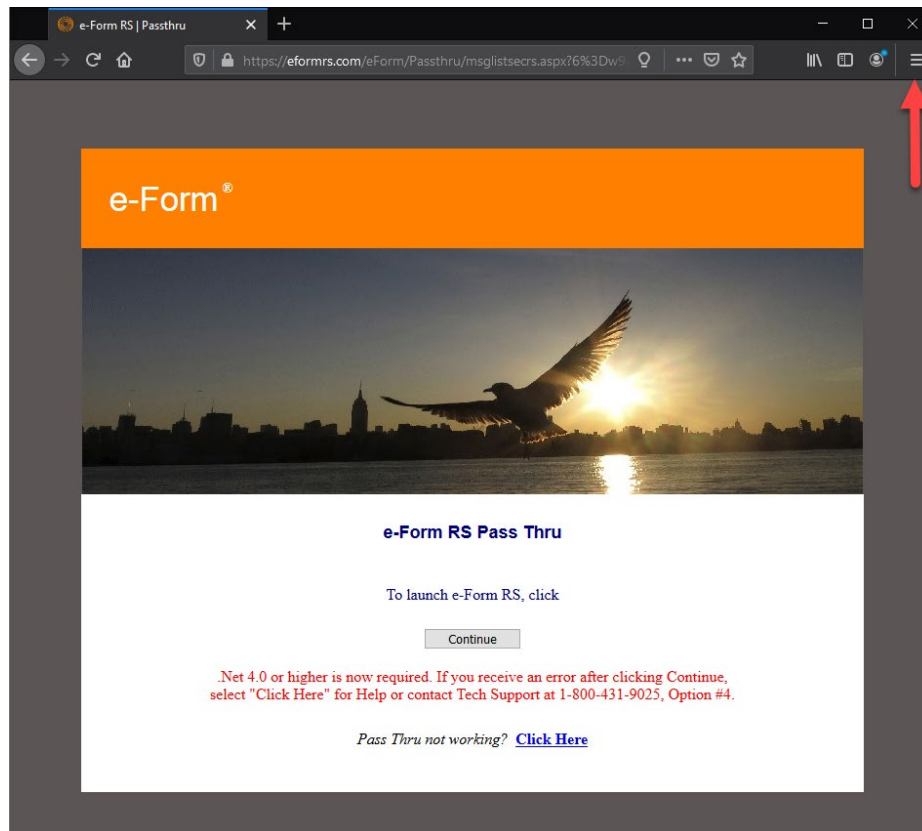 e-Form RS | Passthru
https://eformrs.com/eForm/Passthru/msglistsecrs.aspx?6%3Dw9
e-Form®
e-Form RS Pass Thru
To launch e-Form RS, click
Continue
.Net 4.0 or higher is now required. If you receive an error after clicking Continue,
select "Click Here" for Help or contact Tech Support at 1-800-431-9025, Option #4.
Pass Thru not working? Click Here